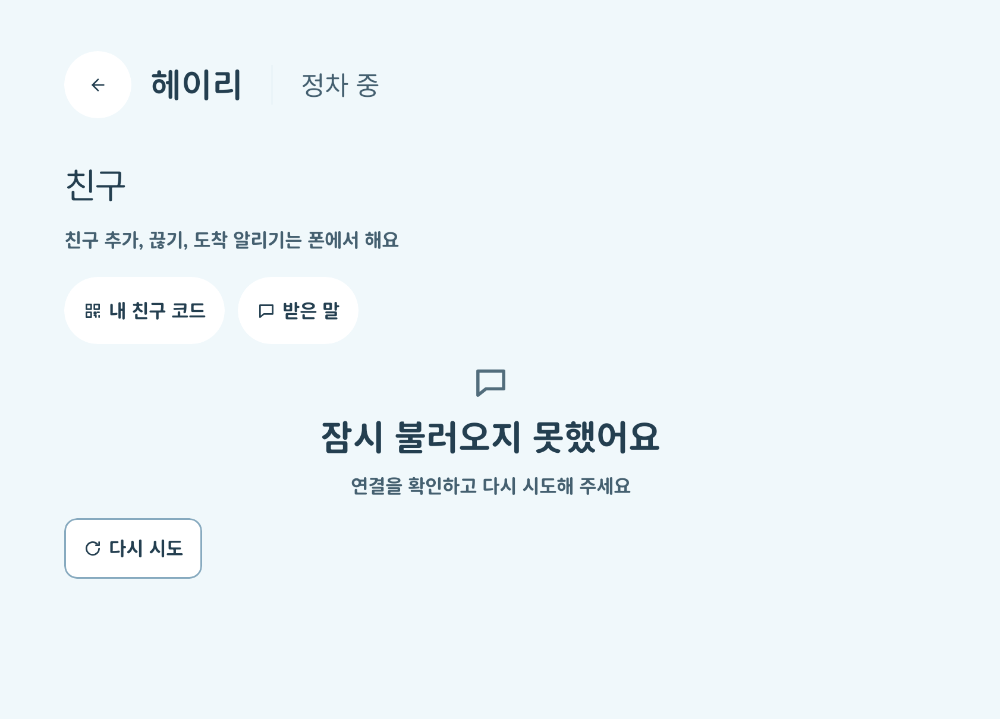 헤이리
정차 중
친구
친구 추가, 끊기, 도착 알리기는 폰에서 해요
내 친구 코드
받은 말
잠시 불러오지 못했어요
연결을 확인하고 다시 시도해 주세요
다시 시도